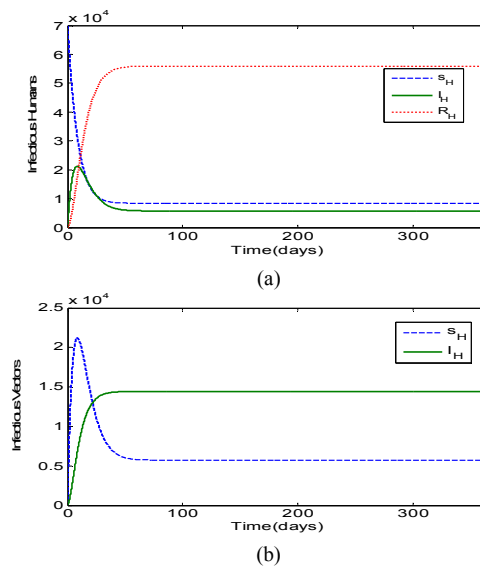 7 x 10^4
6
5
4
3
2
1
0
Infectious Humans
s_H
I_H
R_H
0 100 200 300
Time(days)
(a)
2.5 x 10^4
2
1.5
1
0.5
0
Infectious Vectors
s_H
I_H
0 100 200 300
Time(days)
(b)